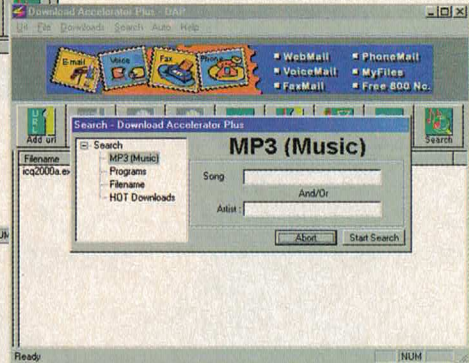 Download Accelerator Plus - DAP
Url File Downloads Search Auto Help
E-mail
Voice
Fax
Phone
WebMail
PhoneMail
VoiceMail
MyFiles
FaxMail
Free 800 No.
URL
Add url
Search
Search - Download Accelerator Plus
Filename
icq2000a.ex
Search
MP3 (Music)
Programs
Filename
HOT Downloads
MP3 (Music)
Song
And/Or
Artist :
Abort
Start Search
Ready
NUM